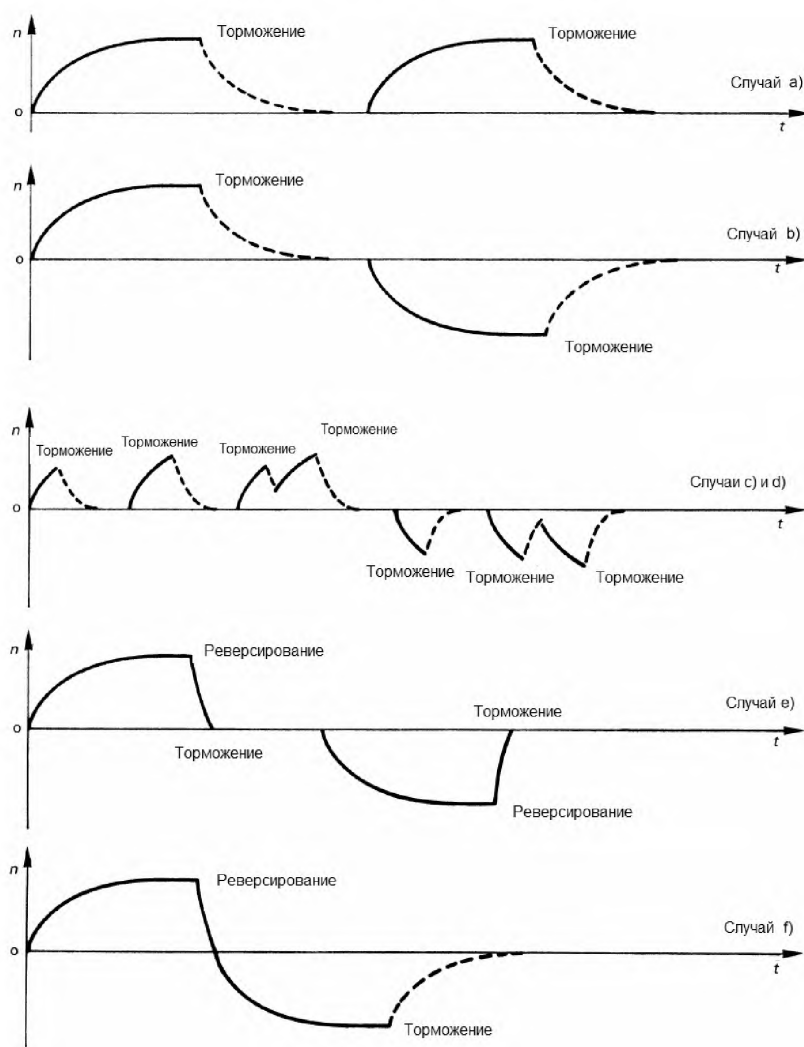 n
Торможение
Торможение
Случай a)
o
t
n
Торможение
Случай b)
o
t
Торможение
n
Торможение
Торможение
Торможение
Торможение
Случаи c) и d)
o
t
Торможение
Торможение
Торможение
n
Реверсирование
Случай e)
Торможение
o
t
Торможение
Реверсирование
n
Реверсирование
Случай f)
o
t
Торможение